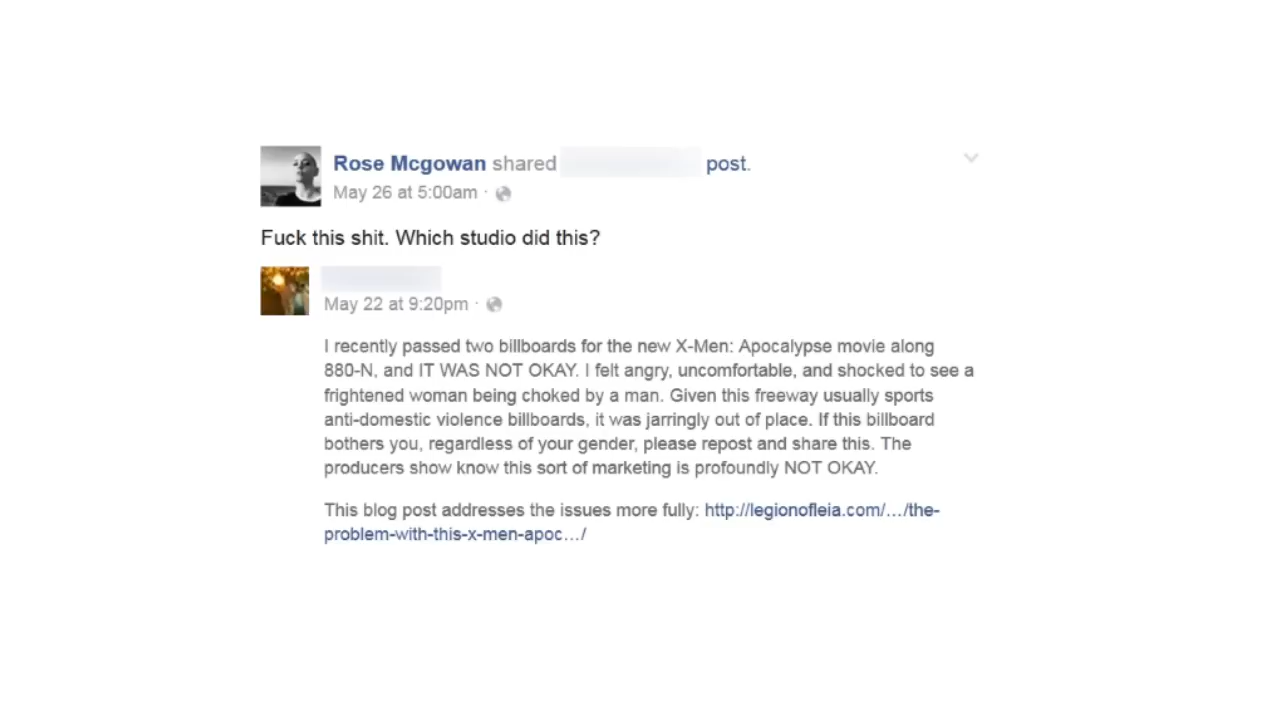 Rose Mcgowan shared post.
May 26 at 5:00am ·
Fuck this shit. Which studio did this?
May 22 at 9:20pm ·
I recently passed two billboards for the new X-Men: Apocalypse movie along
880-N, and IT WAS NOT OKAY. I felt angry, uncomfortable, and shocked to see a
frightened woman being choked by a man. Given this freeway usually sports
anti-domestic violence billboards, it was jarringly out of place. If this billboard
bothers you, regardless of your gender, please repost and share this. The
producers show know this sort of marketing is profoundly NOT OKAY.
This blog post addresses the issues more fully: http://legionofleia.com/…/the-
problem-with-this-x-men-apoc…/